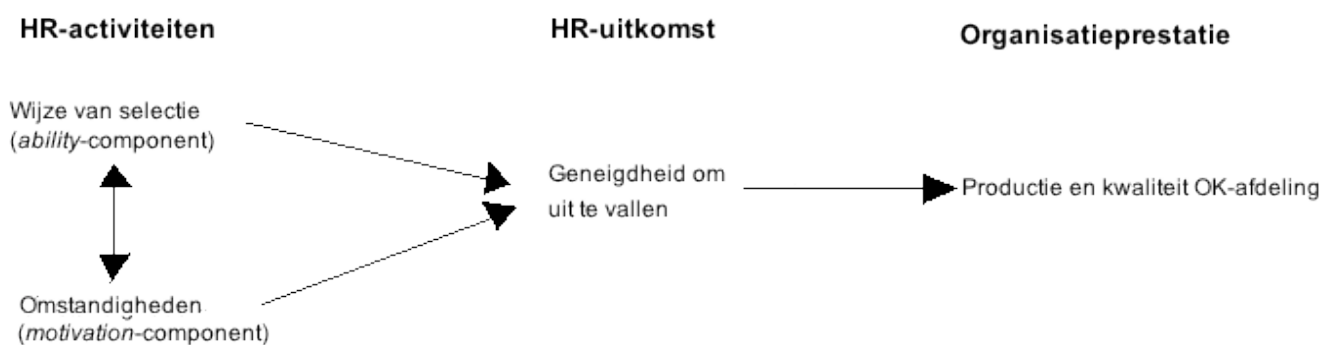 HR-activiteiten
HR-uitkomst
Organisatieprestatie
Wijze van selectie
(ability-component)
Geneigdheid om
uit te vallen
Productie en kwaliteit OK-afdeling
Omstandigheden
(motivation-component)